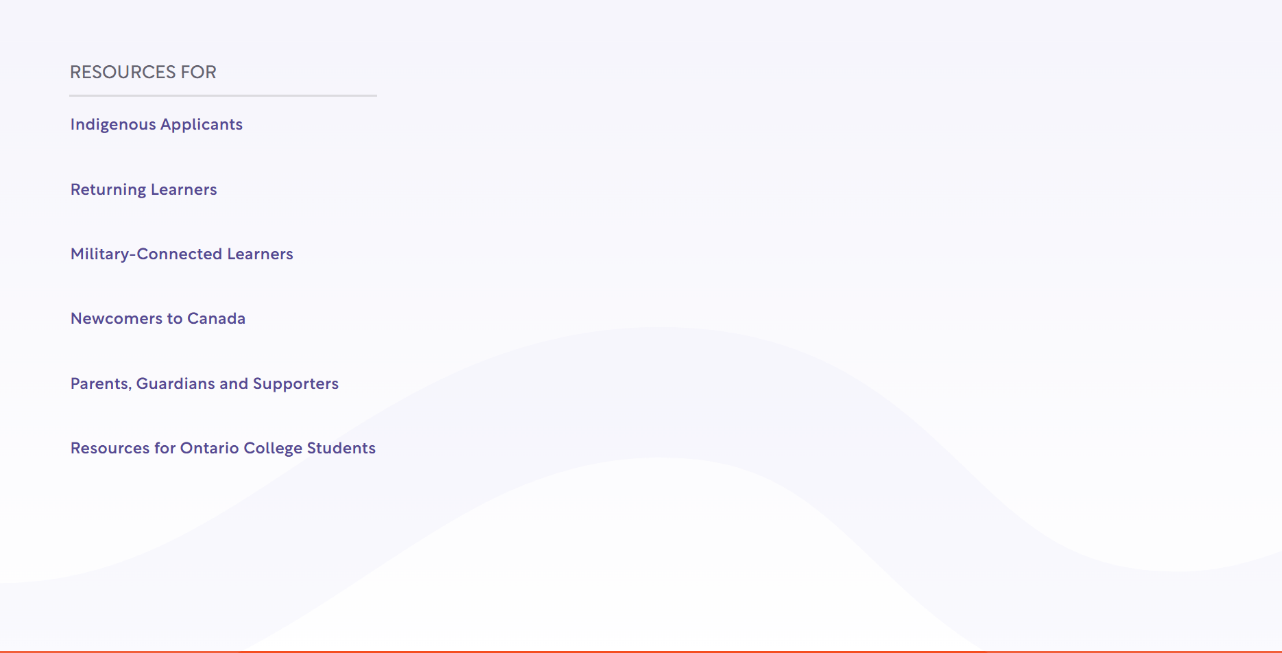 RESOURCES FOR
Indigenous Applicants
Returning Learners
Military-Connected Learners
Newcomers to Canada
Parents, Guardians and Supporters
Resources for Ontario College Students